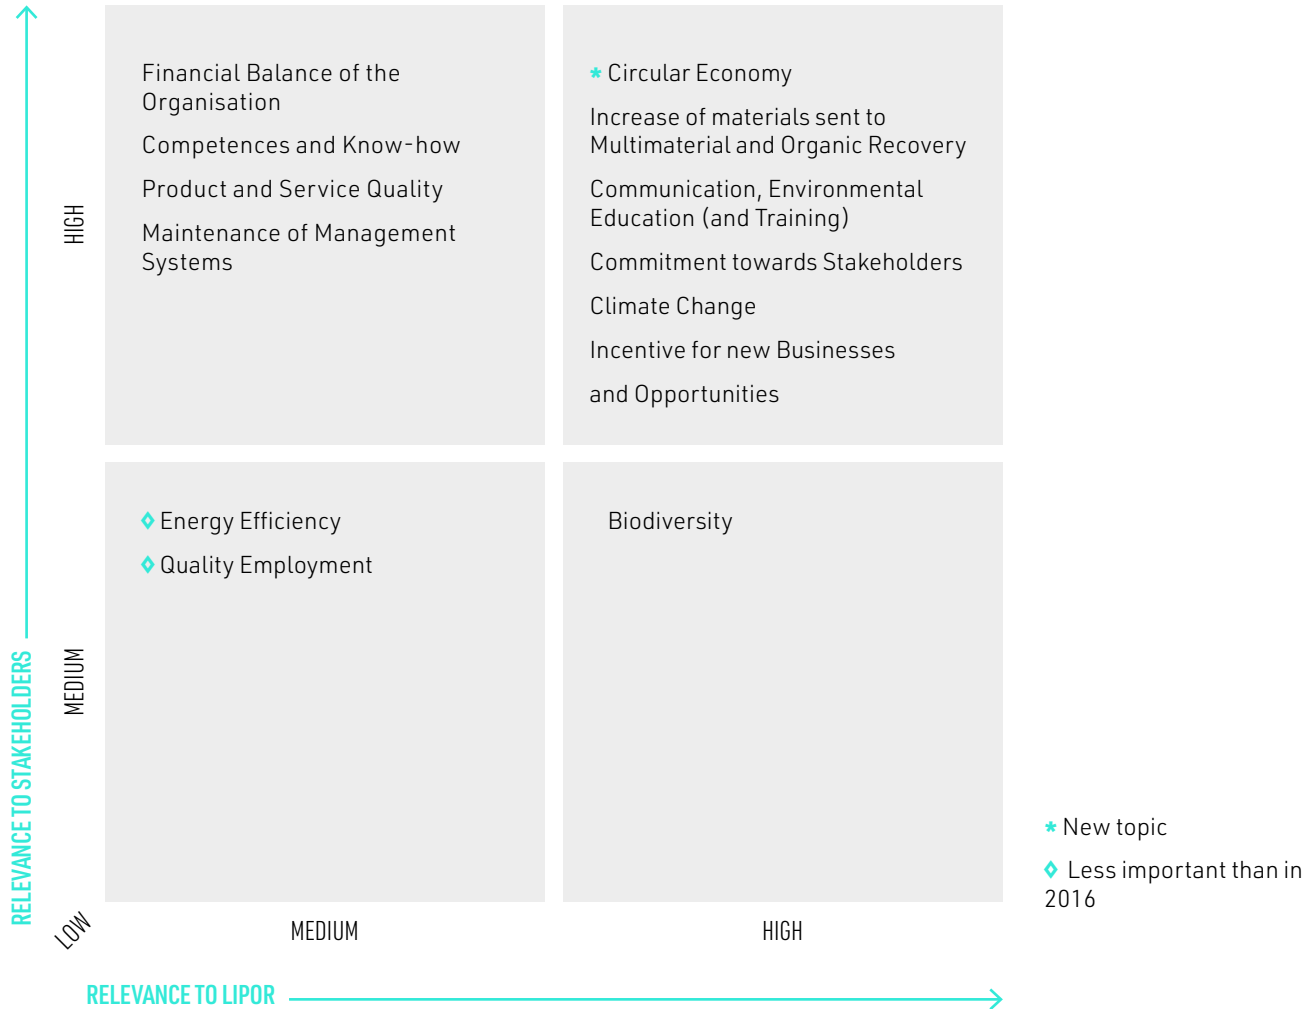 Financial Balance of the
Organisation
Competences and Know-how
Product and Service Quality
Maintenance of Management
Systems
* Circular Economy
Increase of materials sent to
Multimaterial and Organic Recovery
Communication, Environmental
Education (and Training)
Commitment towards Stakeholders
Climate Change
Incentive for new Businesses
and Opportunities
HIGH
◊ Energy Efficiency
◊ Quality Employment
Biodiversity
MEDIUM
RELEVANCE TO STAKEHOLDERS
* New topic
◊ Less important than in
2016
LOW
MEDIUM
HIGH
RELEVANCE TO LIPOR